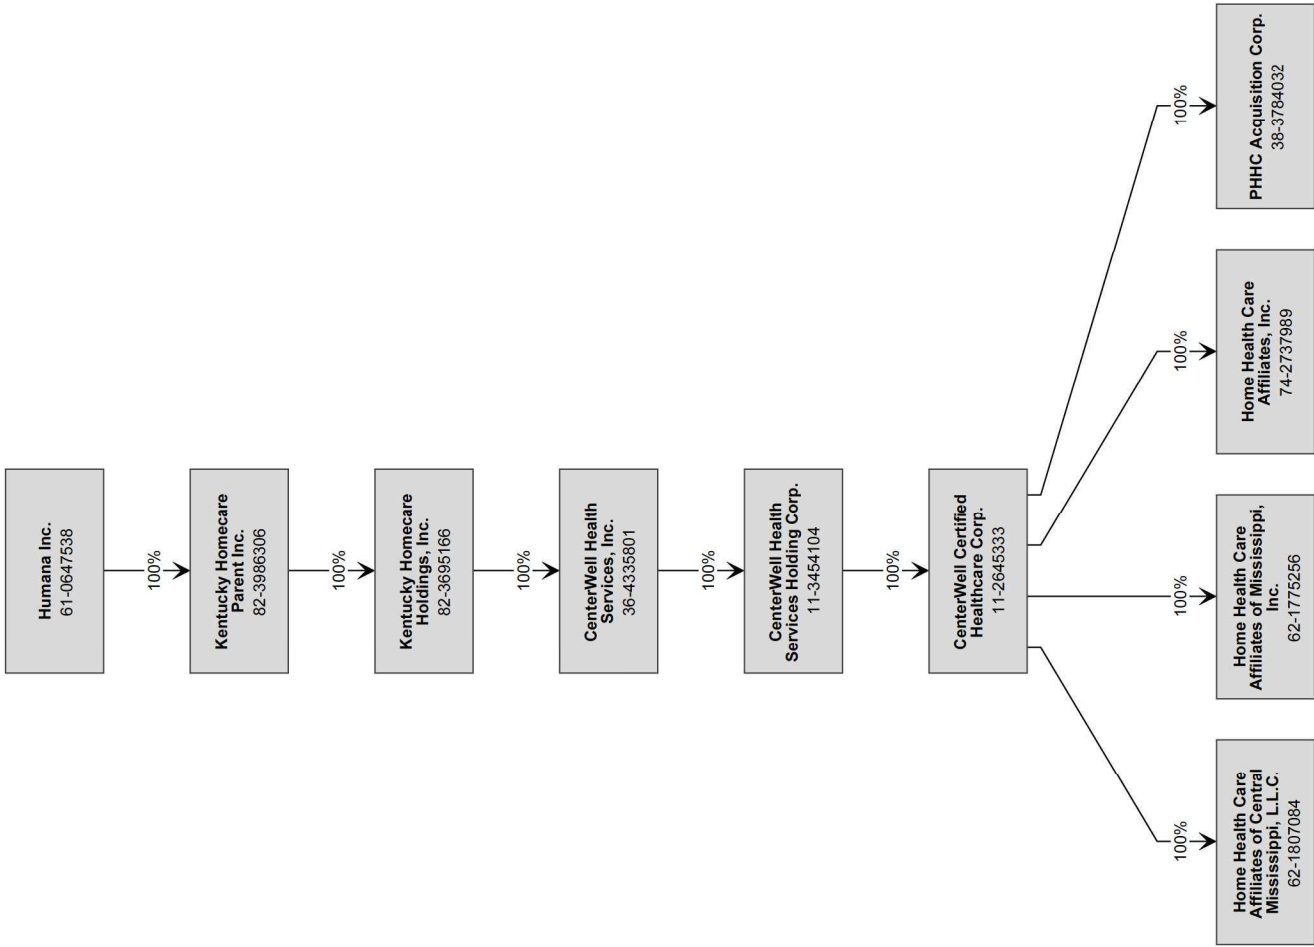 Humana Inc.
61-0647538
100%
Kentucky Homecare
Parent Inc.
82-3986306
100%
Kentucky Homecare
Holdings, Inc.
82-3695166
100%
CenterWell Health
Services, Inc.
36-4335801
100%
CenterWell Health
Services Holding Corp.
11-3454104
100%
CenterWell Certified
Healthcare Corp.
11-2645333
100%
100%
100%
100%
Home Health Care
Affiliates of Central
Mississippi, L.L.C.
62-1807084
Home Health Care
Affiliates of Mississippi,
Inc.
62-1775256
Home Health Care
Affiliates, Inc.
74-2737989
PHHC Acquisition Corp.
38-3784032